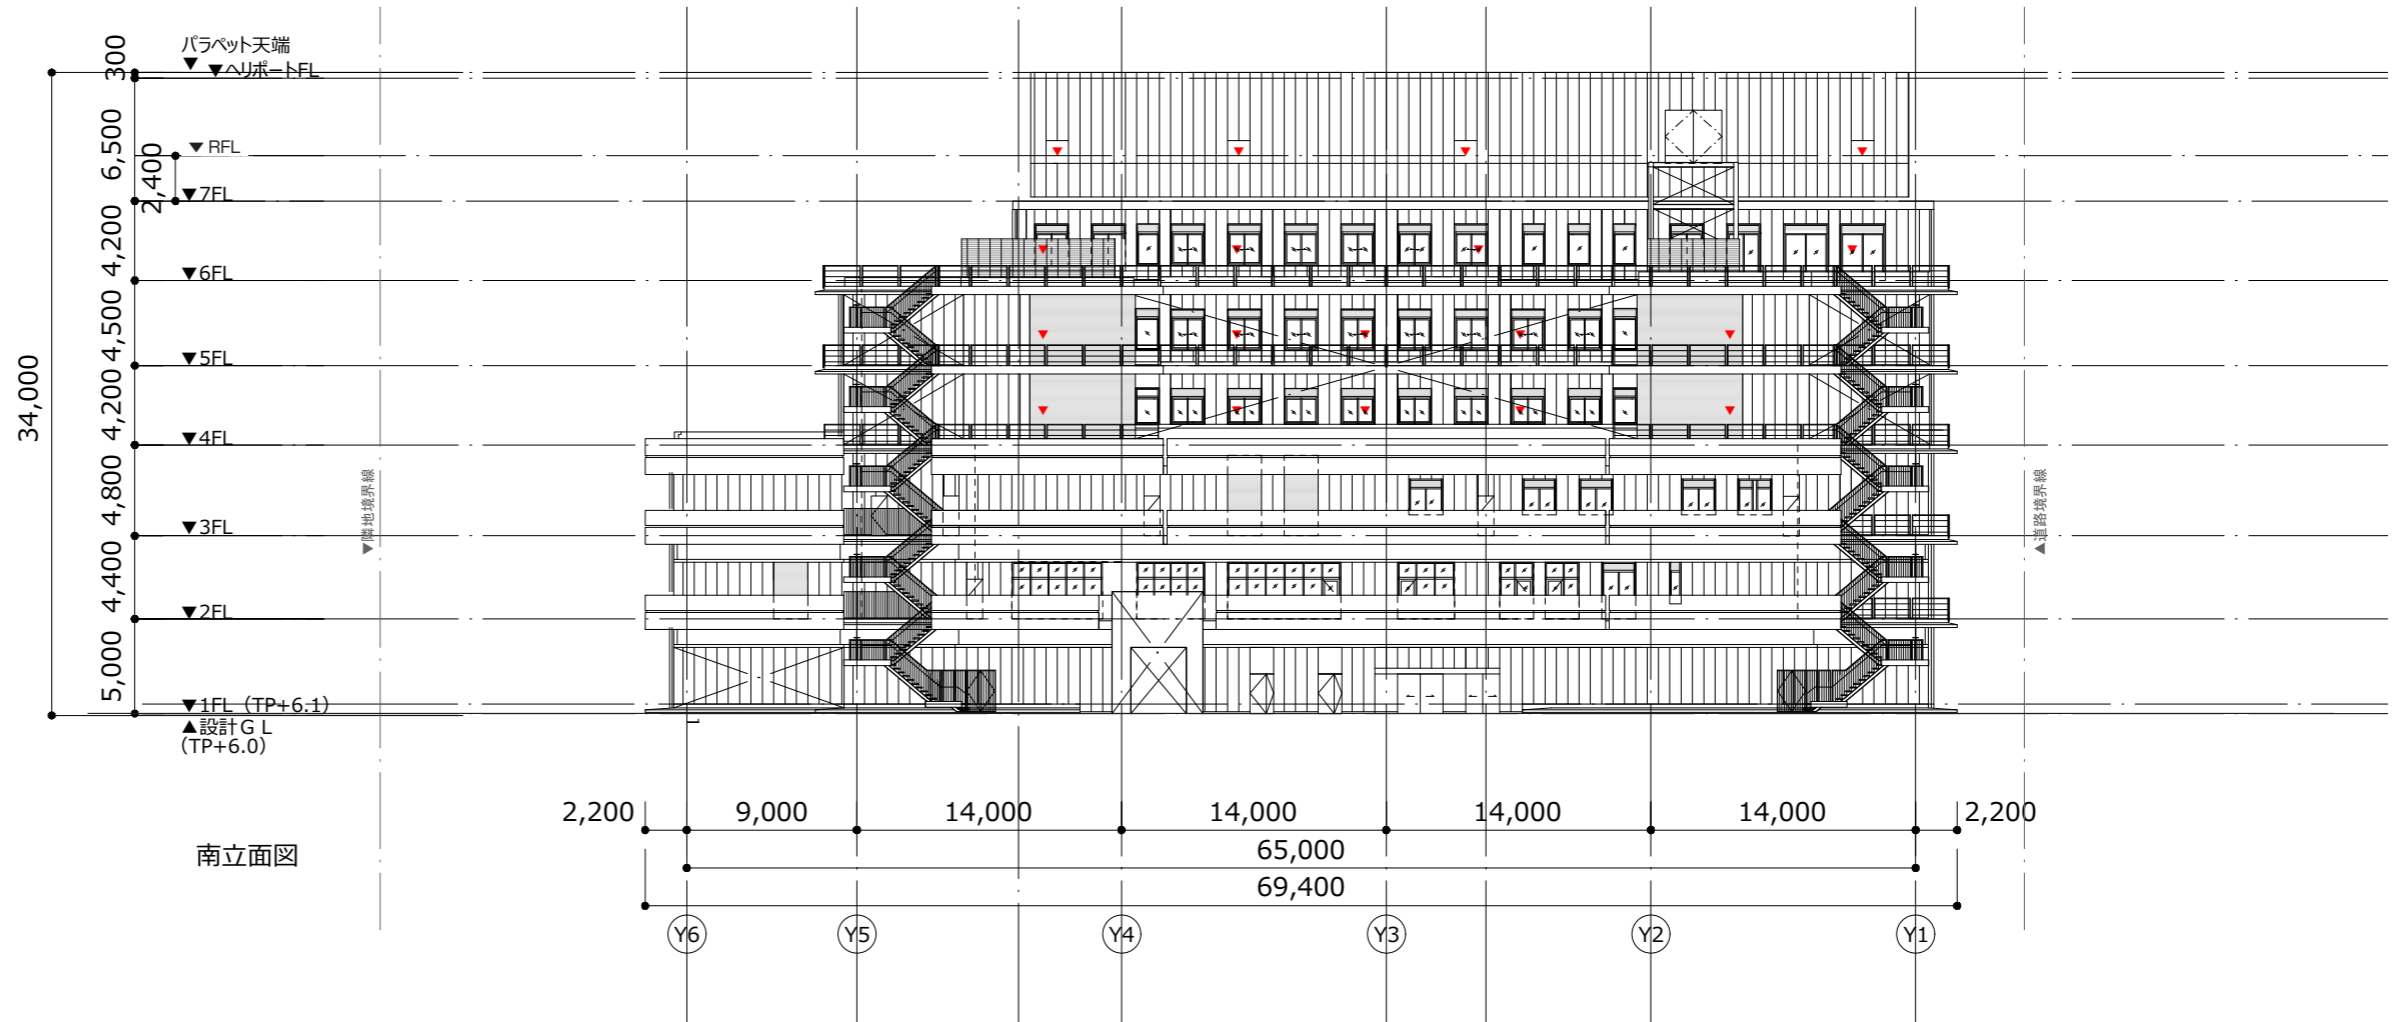 パラペット天端
▼
▼ヘリポートFL
300
6,500
▼RFL
2,400
▼7FL
4,200
▼6FL
4,500
▼5FL
34,000
4,200
▼4FL
4,800
▼隣地境界線
▲道路境界線
▼3FL
4,400
▼2FL
5,000
▼1FL（TP+6.1）
▲設計ＧＬ
（TP+6.0）
2,200 9,000 14,000 14,000 14,000 14,000 2,200
65,000
69,400
南立面図
Y6 Y5 Y4 Y3 Y2 Y1